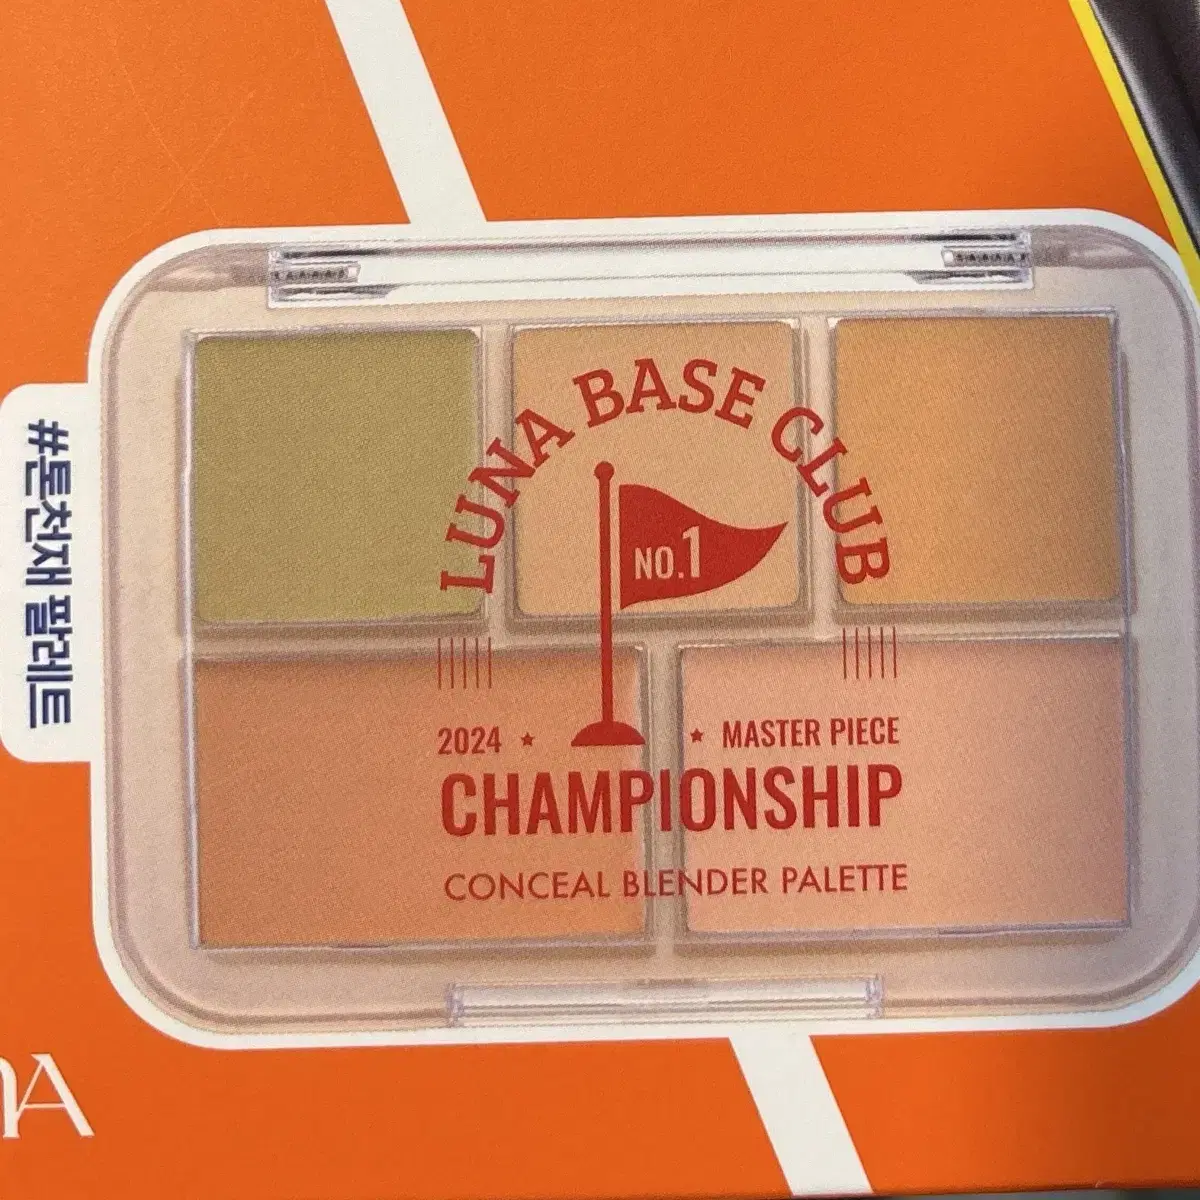 LUNA BASE CLUB
NO.1
2024 ★ ★ MASTER PIECE
CHAMPIONSHIP
CONCEAL BLENDER PALETTE
#톤천재 팔레트